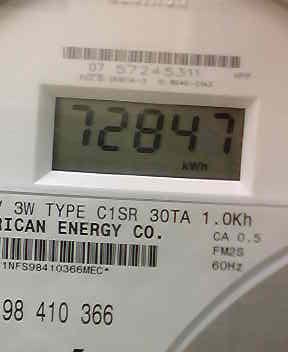 07 57245311
72847
kWh
V 3W TYPE C1SR 30TA 1.0Kh
RICAN ENERGY CO.
CA 0.5
FM2S
60Hz
1NFS98410366MEC*
98 410 366